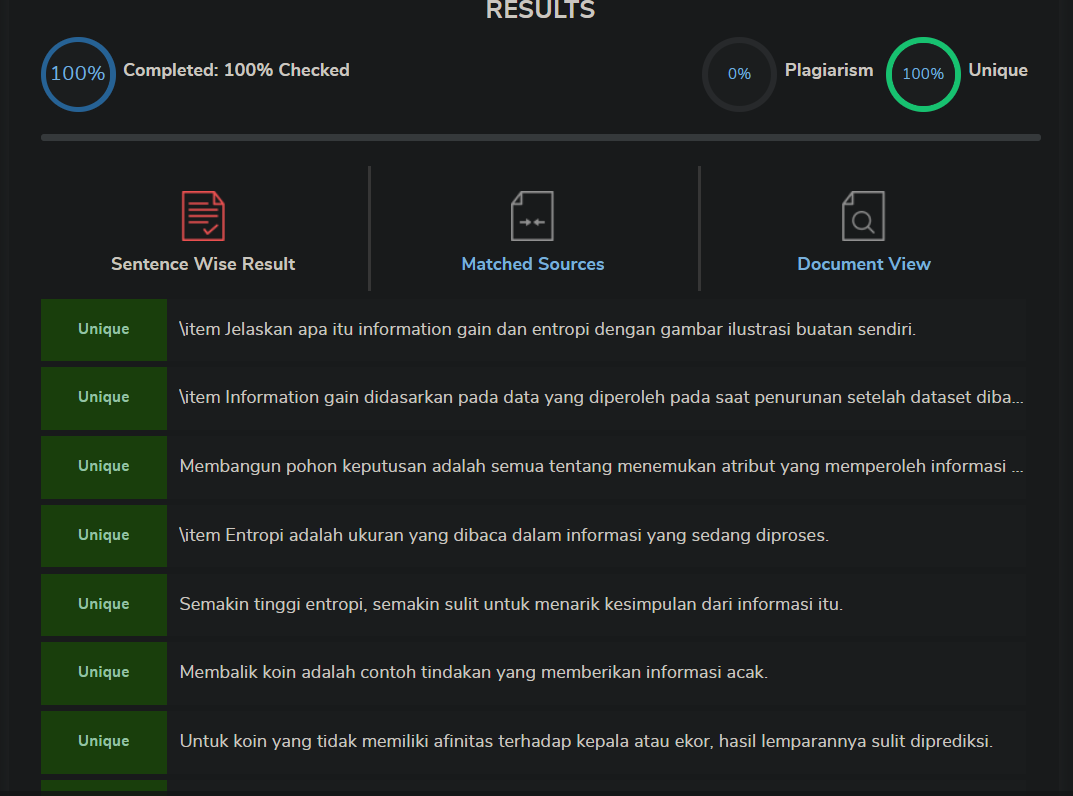 RESULTS
100% Completed: 100% Checked 0% Plagiarism 100% Unique
Sentence Wise Result Matched Sources Document View
Unique \item Jelaskan apa itu information gain dan entropi dengan gambar ilustrasi buatan sendiri.
Unique \item Information gain didasarkan pada data yang diperoleh pada saat penurunan setelah dataset diba...
Unique Membangun pohon keputusan adalah semua tentang menemukan atribut yang memperoleh informasi ...
Unique \item Entropi adalah ukuran yang dibaca dalam informasi yang sedang diproses.
Unique Semakin tinggi entropi, semakin sulit untuk menarik kesimpulan dari informasi itu.
Unique Membalik koin adalah contoh tindakan yang memberikan informasi acak.
Unique Untuk koin yang tidak memiliki afinitas terhadap kepala atau ekor, hasil lemparannya sulit diprediksi.